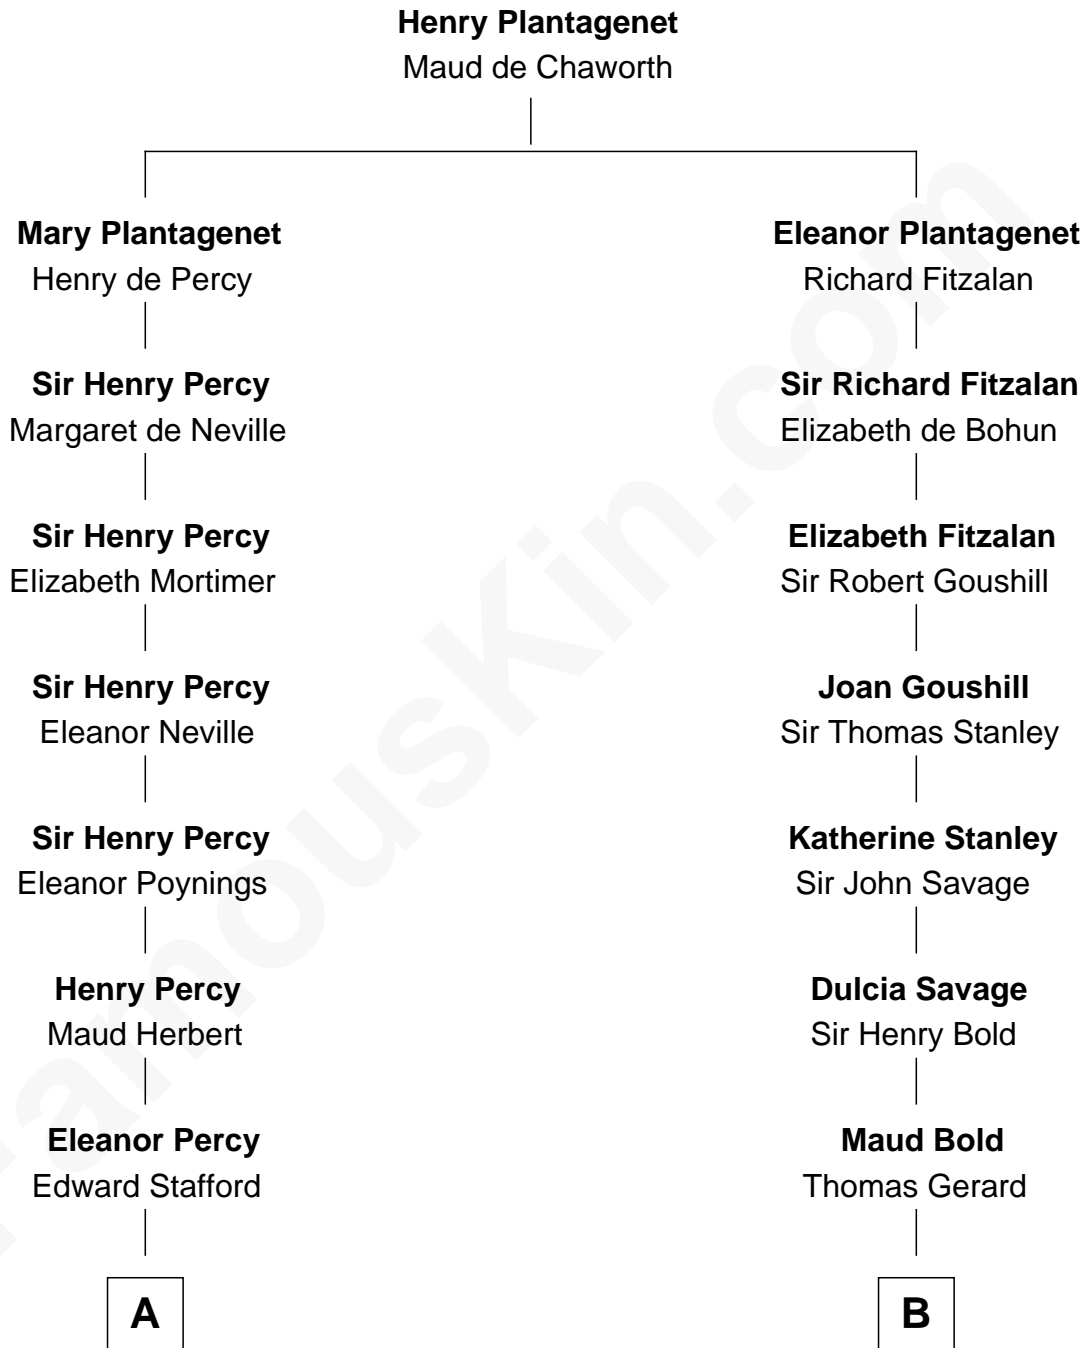 Henry Plantagenet
Maud de Chaworth
Mary Plantagenet
Henry de Percy
Eleanor Plantagenet
Richard Fitzalan
Sir Henry Percy
Margaret de Neville
Sir Richard Fitzalan
Elizabeth de Bohun
Sir Henry Percy
Elizabeth Mortimer
Elizabeth Fitzalan
Sir Robert Goushill
Sir Henry Percy
Eleanor Neville
Joan Goushill
Sir Thomas Stanley
Sir Henry Percy
Eleanor Poynings
Katherine Stanley
Sir John Savage
Henry Percy
Maud Herbert
Dulcia Savage
Sir Henry Bold
Eleanor Percy
Edward Stafford
Maud Bold
Thomas Gerard
A
B
FamousKin.com